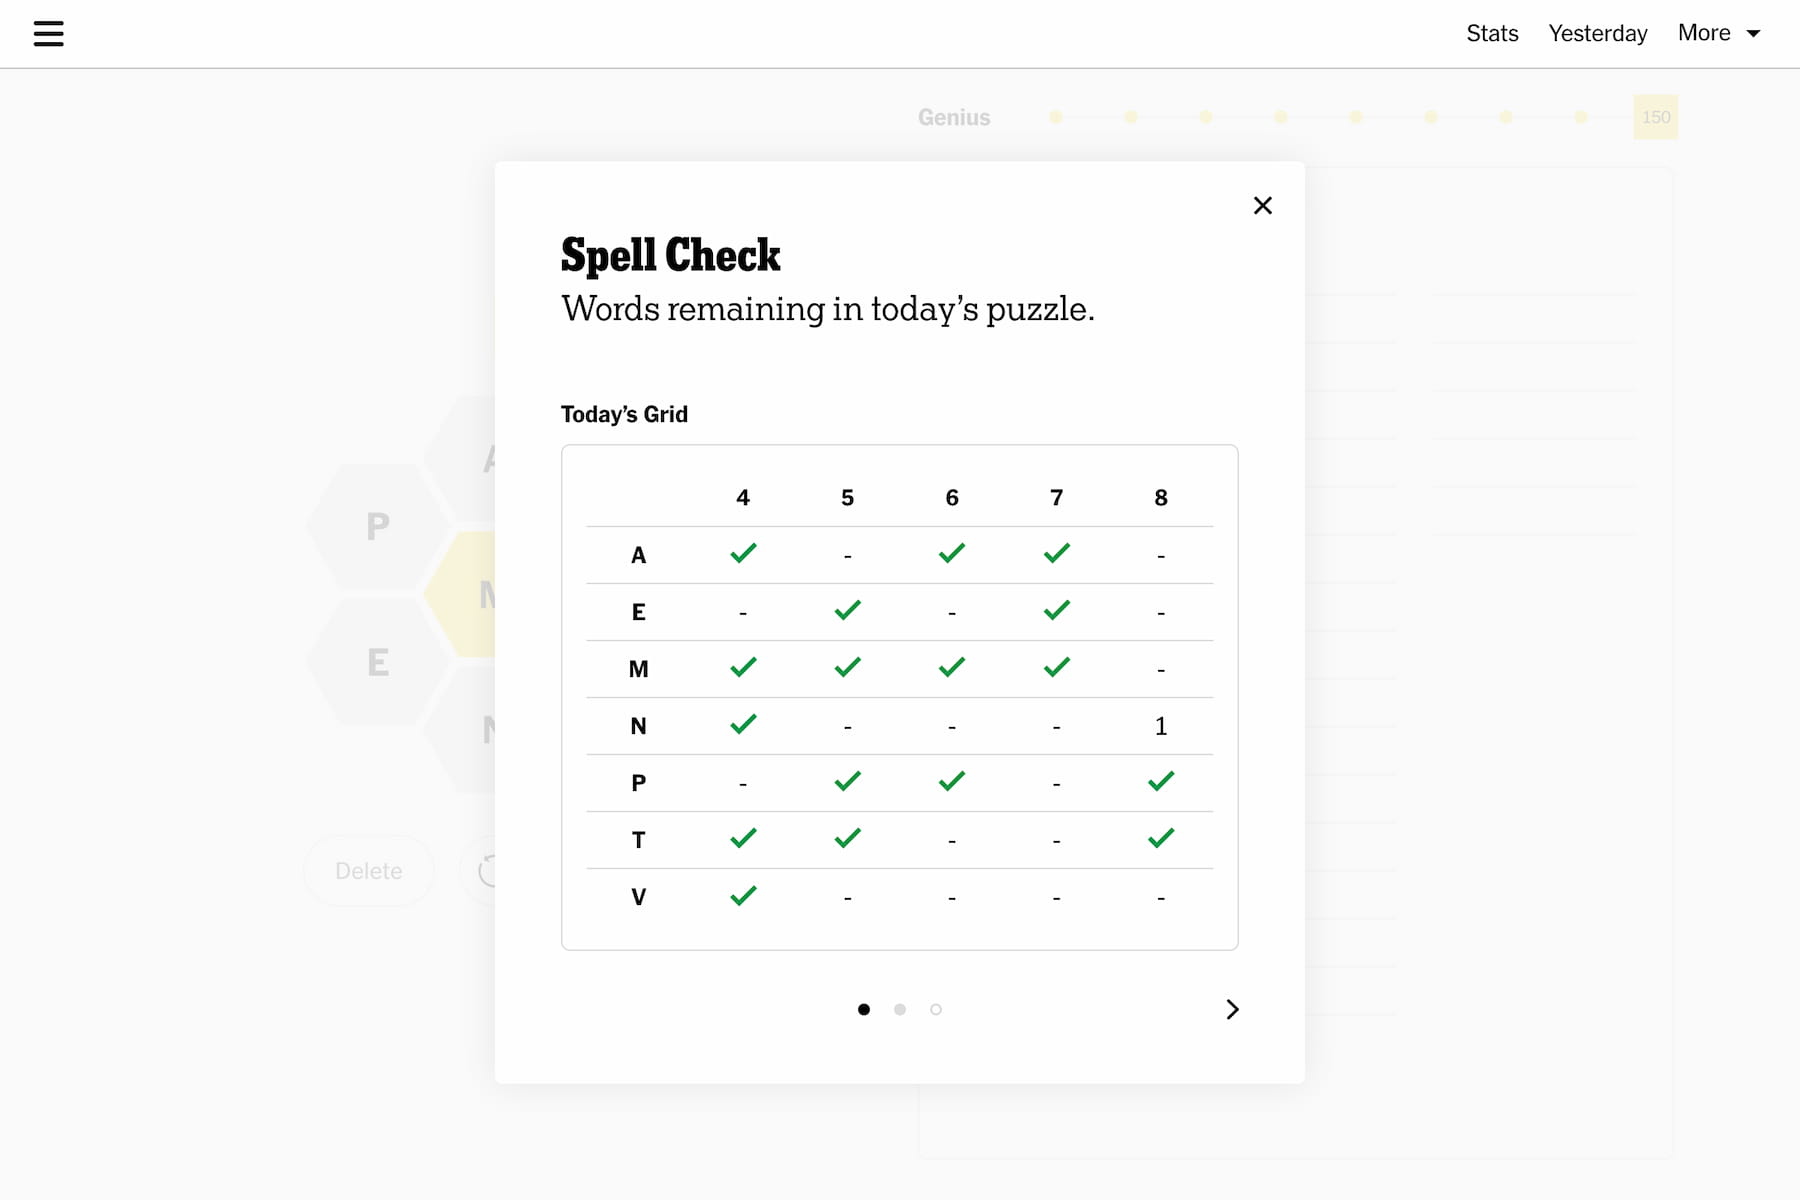 Stats Yesterday More
Genius 150
Spell Check
Words remaining in today’s puzzle.
Today’s Grid
4 5 6 7 8
A ✓ - ✓ ✓ -
E - ✓ - ✓ -
M ✓ ✓ ✓ ✓ -
N ✓ - - - 1
P - ✓ ✓ - ✓
T ✓ ✓ - - ✓
V ✓ - - - -
A
P
M
E
N
Delete